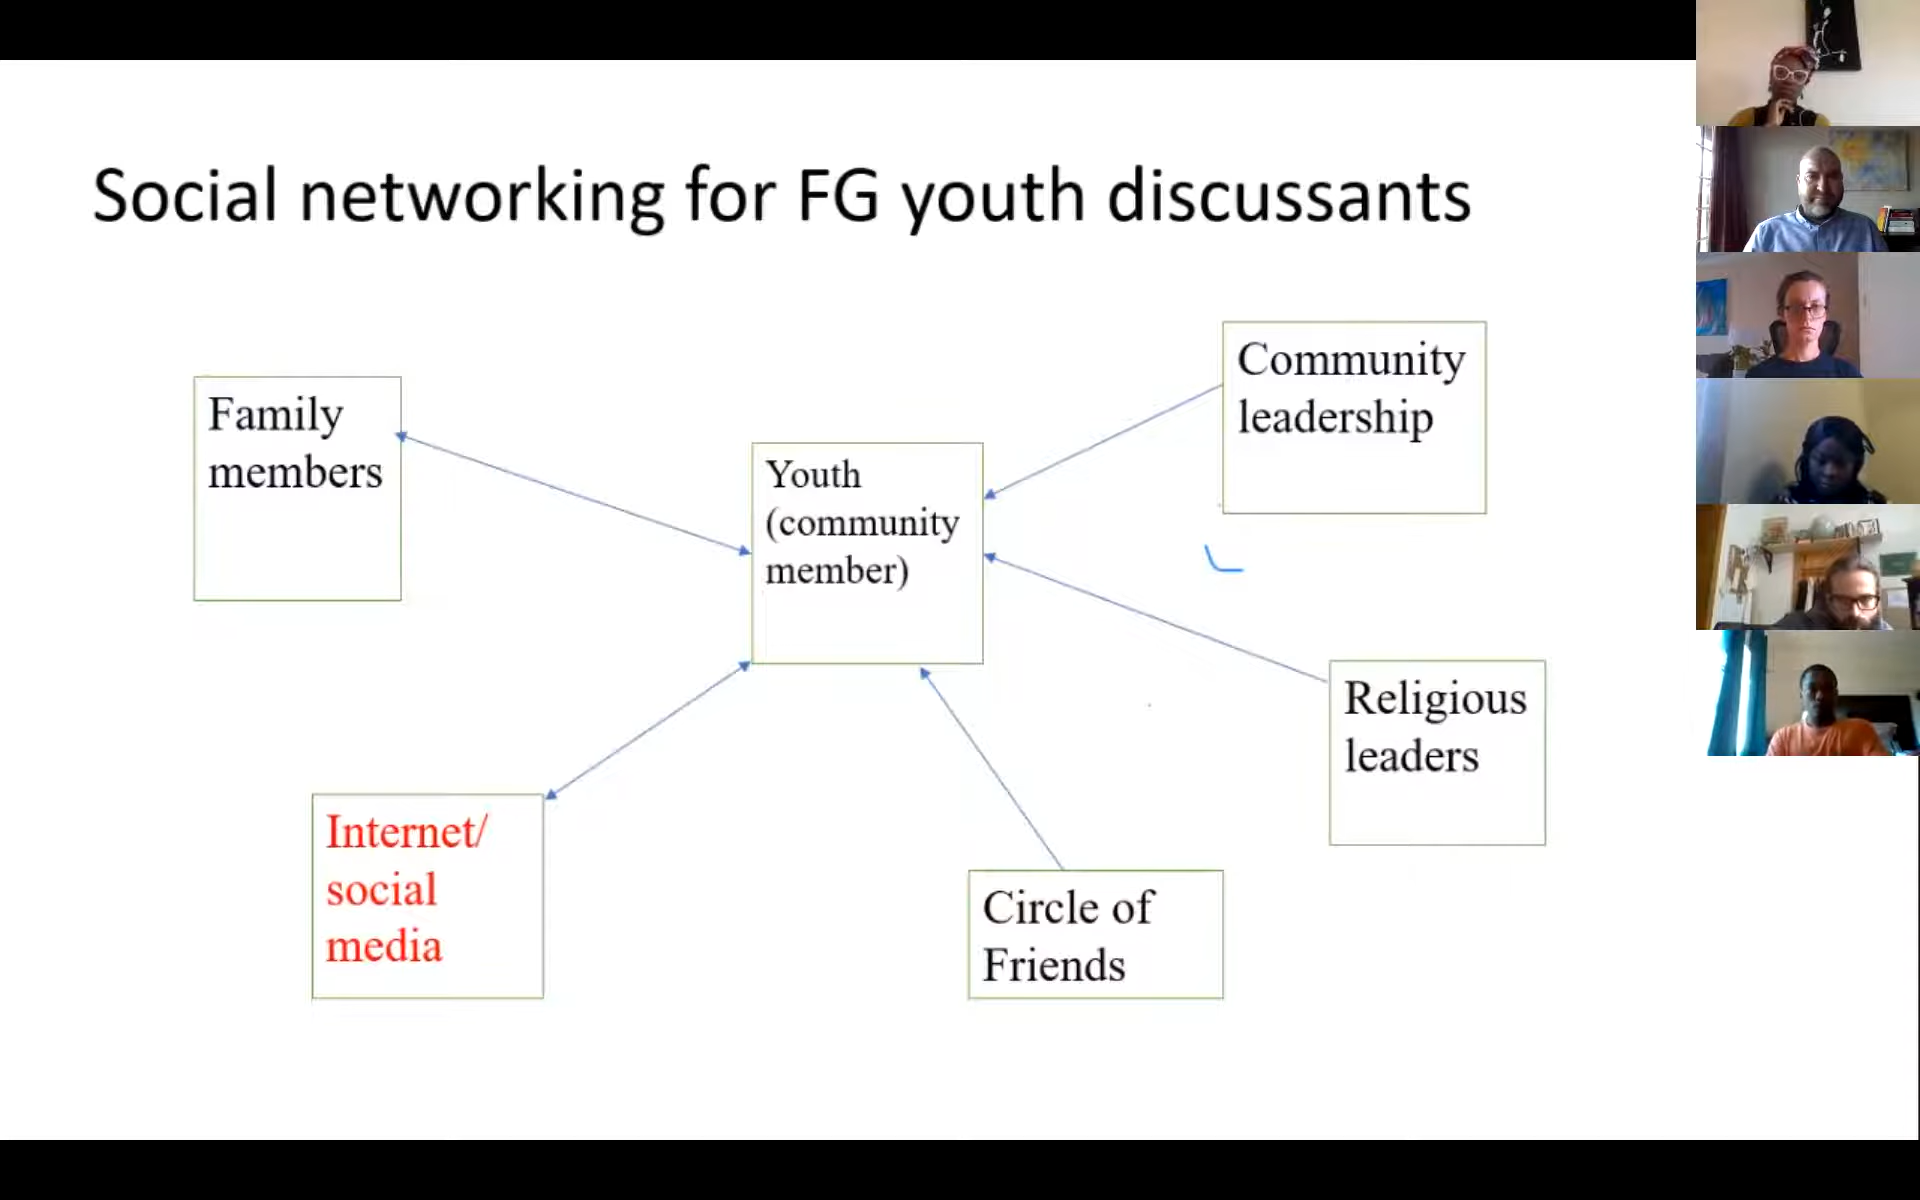 Social networking for FG youth discussants
Family
members
Youth
(community
member)
Community
leadership
Religious
leaders
Internet/
social
media
Circle of
Friends